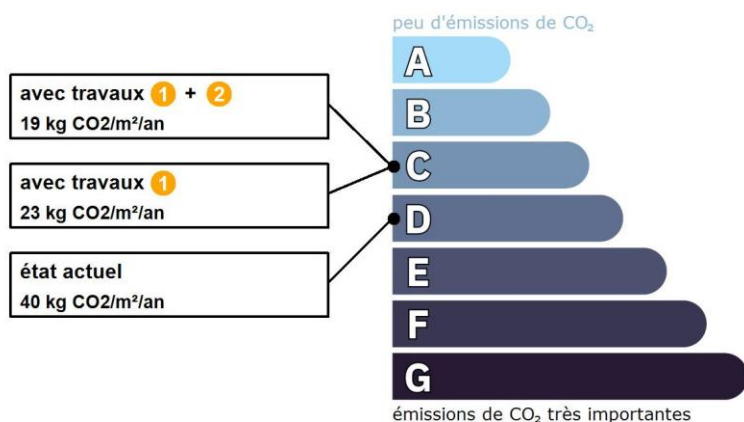 peu d'émissions de CO₂
avec travaux 1 + 2
19 kg CO2/m²/an
avec travaux 1
23 kg CO2/m²/an
état actuel
40 kg CO2/m²/an
A
B
C
D
E
F
G
émissions de CO₂ très importantes